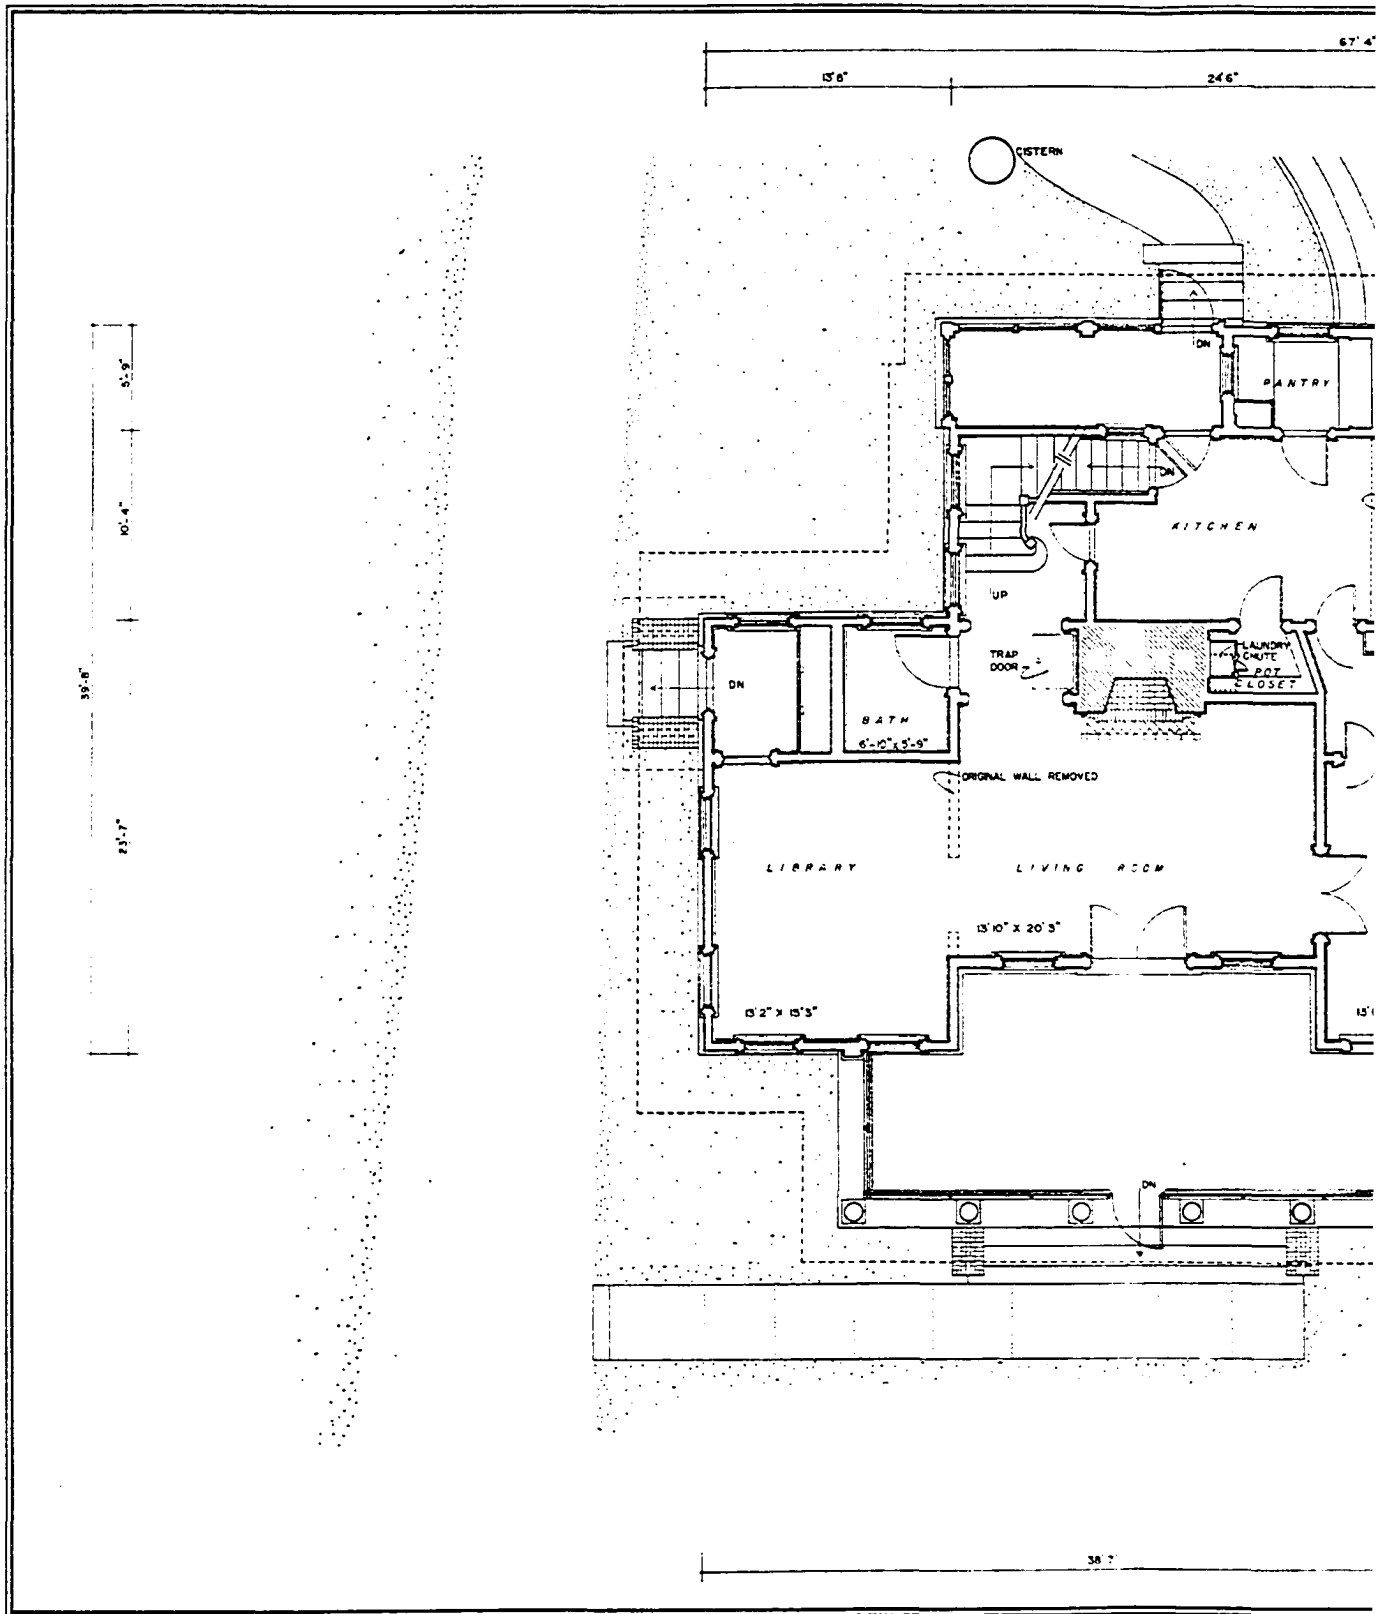 67'4"
13'8"
24'6"
CISTERN
5'-9"
DN
PANTRY
10'-4"
DN
KITCHEN
UP
39'-8"
TRAP
DOOR
LAUNDRY
CHUTE
POT
CLOSET
DN
BATH
6'-10" x 5'-9"
ORIGINAL WALL REMOVED
23'-7"
LIBRARY
LIVING ROOM
13'10" X 20'3"
13'2" X 15'3"
DN
38'7"